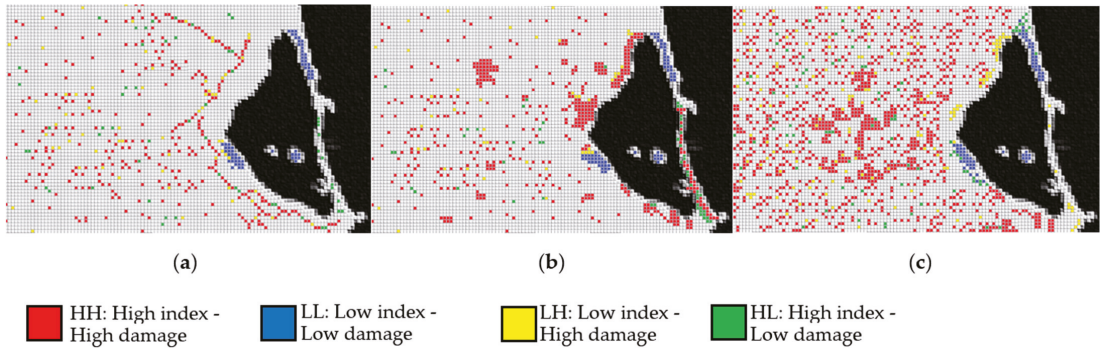 (a)
(b)
(c)
HH: High index -
High damage
LL: Low index -
Low damage
LH: Low index -
High damage
HL: High index -
Low damage